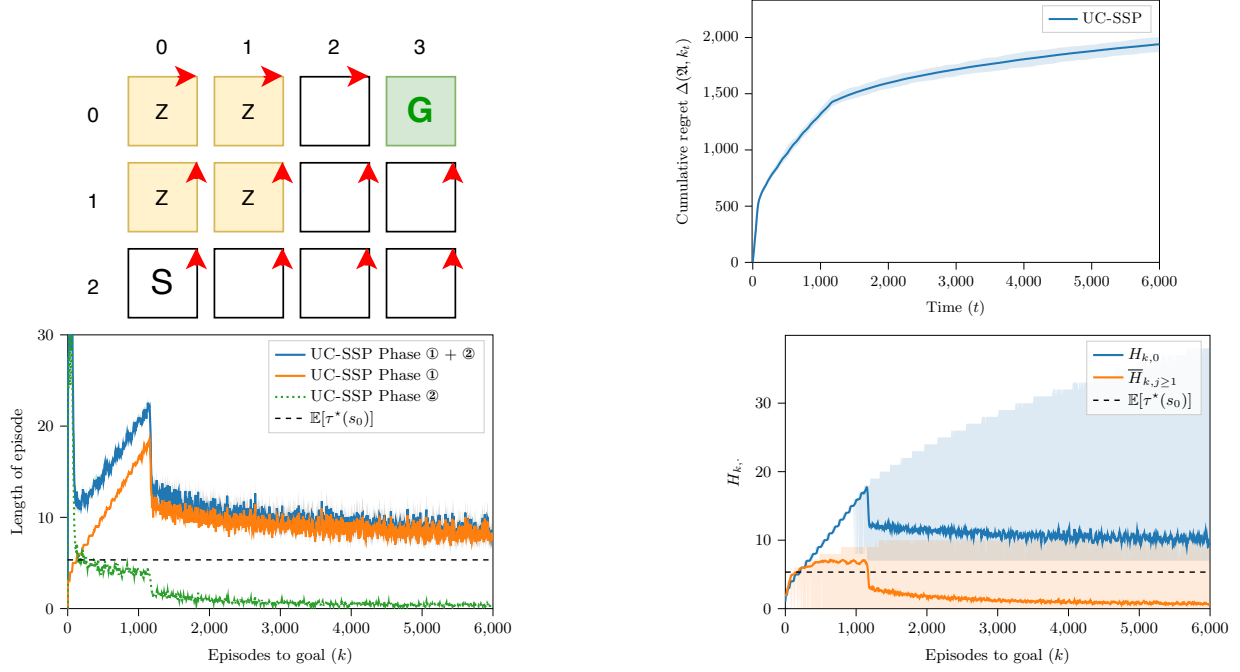 0 1 2 3
0 Z Z G
1 Z Z
2 S
UC-SSP
2,000
1,500
1,000
500
0
Cumulative regret Δ(𝔄, k_t)
0 1,000 2,000 3,000 4,000 5,000 6,000
Time (t)
30
20
10
0
Length of episode
UC-SSP Phase ① + ②
UC-SSP Phase ①
UC-SSP Phase ②
𝔼[τ*(s₀)]
0 1,000 2,000 3,000 4,000 5,000 6,000
Episodes to goal (k)
30
20
10
0
H_{k,·}
H_{k,0}
H̅_{k,j≥1}
𝔼[τ*(s₀)]
0 1,000 2,000 3,000 4,000 5,000 6,000
Episodes to goal (k)